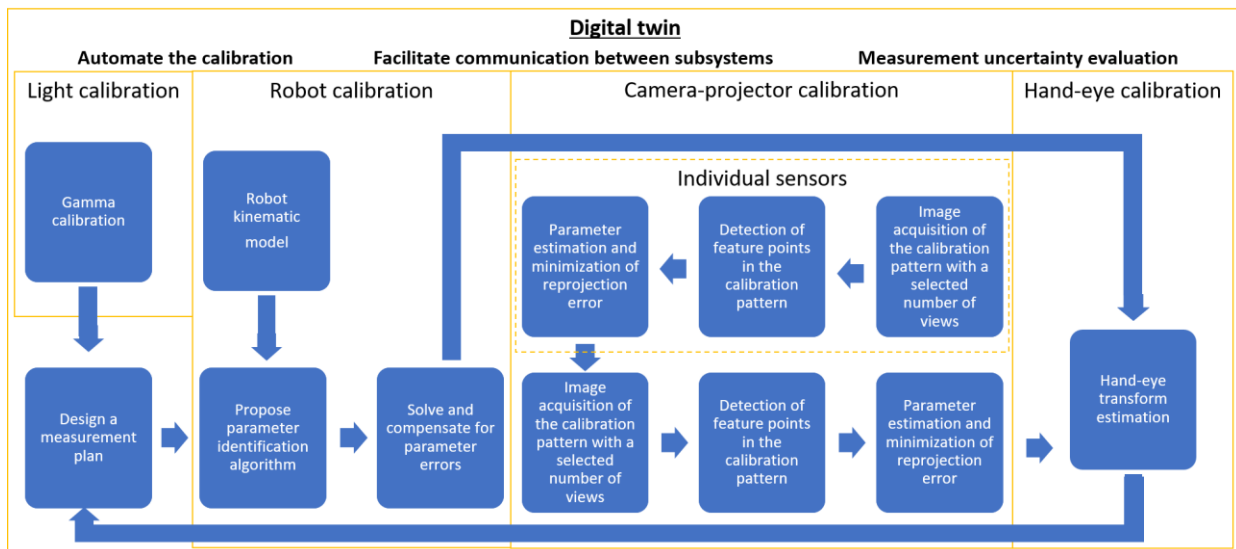 Digital twin
Automate the calibration
Facilitate communication between subsystems
Measurement uncertainty evaluation
Light calibration
Robot calibration
Camera-projector calibration
Hand-eye calibration
Gamma
calibration
Robot
kinematic
model
Individual sensors
Parameter
estimation and
minimization of
reprojection
error
Detection of
feature points
in the
calibration
pattern
Image
acquisition of
the calibration
pattern with a
selected
number of
views
Design a
measurement
plan
Propose
parameter
identification
algorithm
Solve and
compensate for
parameter
errors
Image
acquisition of
the calibration
pattern with a
selected
number of
views
Detection of
feature points
in the
calibration
pattern
Parameter
estimation and
minimization of
reprojection
error
Hand-eye
transform
estimation